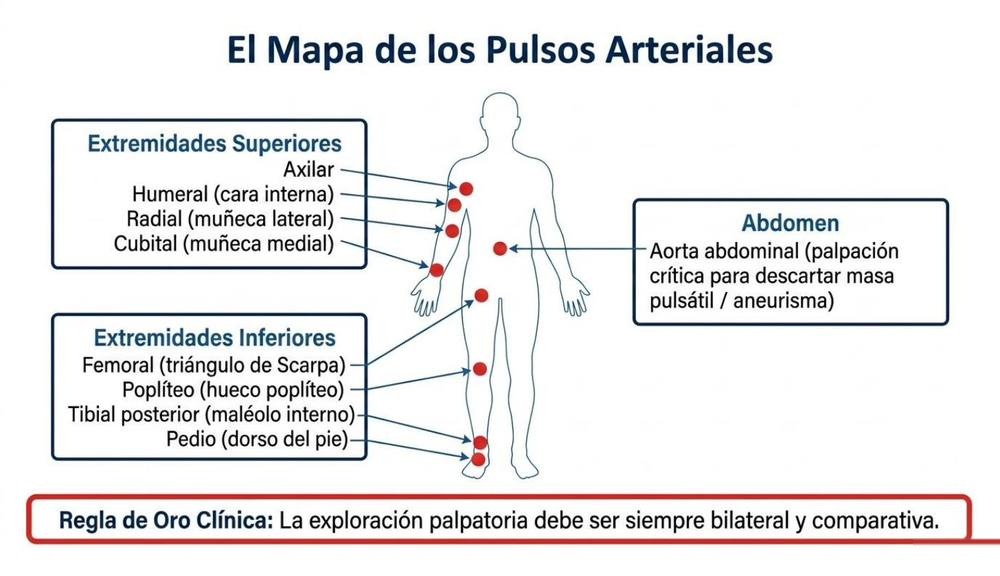 El Mapa de los Pulsos Arteriales
Extremidades Superiores
Axilar
Humeral (cara interna)
Radial (muñeca lateral)
Cubital (muñeca medial)
Abdomen
Aorta abdominal (palpación
crítica para descartar masa
pulsátil / aneurisma)
Extremidades Inferiores
Femoral (triángulo de Scarpa)
Poplíteo (hueco poplíteo)
Tibial posterior (maléolo interno)
Pedio (dorso del pie)
Regla de Oro Clínica: La exploración palpatoria debe ser siempre bilateral y comparativa.